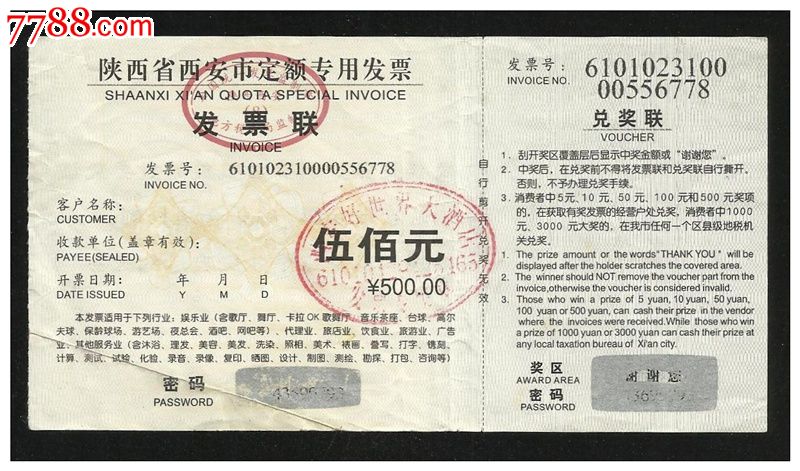 7788.com
陕西省西安市定额专用发票
SHAANXI XI'AN QUOTA SPECIAL INVOICE
发票联
INVOICE
发票号: 610102310000556778
INVOICE NO.
客户名称:
CUSTOMER
收款单位(盖章有效):
PAYEE(SEALED)
伍佰元
¥500.00
开票日期: 年 月 日
DATE ISSUED Y M D
本发票适用于下列行业: 娱乐业 (含歌厅、舞厅、卡拉OK歌舞厅、音乐茶座、台球、高尔
夫球、保龄球场、游艺场、夜总会、酒吧、网吧等)、代理业、旅店业、饮食业、旅游业、广告
业、其他服务业 (含沐浴、理发、美容、美发、洗染、照相、美术、裱画、誊写、打字、镌刻、
计算、测试、试验、化验、录音、录像、复印、晒图、设计、制图、测绘、勘探、打包、咨询等)
密码
PASSWORD
自行剪开兑奖无效
发票号: 6101023100
INVOICE NO. 00556778
兑奖联
VOUCHER
1. 刮开奖区覆盖层后显示中奖金额或“谢谢您”。
2. 中奖后, 在兑奖前不得将发票联和兑奖联自行撕开,
否则, 不予办理兑奖手续。
3. 消费者中5元、10元、50元、100元和500元奖项
的, 在获取有奖发票的经营户处兑奖, 消费者中1000
元、3000元大奖的, 在我市任何一个区县级地税机
关兑奖。
1. The prize amount or the words"THANK YOU" will be
displayed after the holder scratches the covered area.
2. The winner should NOT remove the voucher part from the
invoice,otherwise the voucher is considered invalid.
3. Those who win a prize of 5 yuan, 10 yuan, 50 yuan,
100 yuan or 500 yuan, can cash their prize in the vendor
where the invoices were received.While those who win
a prize of 1000 yuan or 3000 yuan can cash their prize at
any local taxation bureau of Xi'an city.
奖区 谢谢您
AWARD AREA
密码
PASSWORD